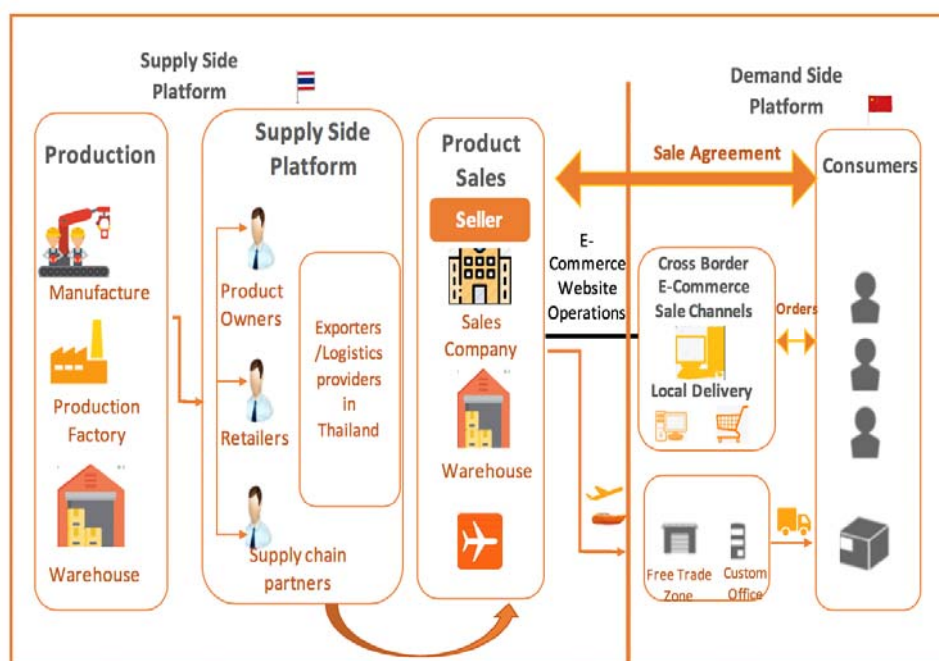 Supply Side
Platform
Demand Side
Platform
Production
Manufacture
Production
Factory
Warehouse
Supply Side
Platform
Product
Owners
Retailers
Supply chain
partners
Exporters
/Logistics
providers
in
Thailand
Product
Sales
Seller
Sales
Company
Warehouse
Sale Agreement
E-
Commerce
Website
Operations
Cross Border
E-Commerce
Sale Channels
Local Delivery
Orders
Free Trade
Zone
Custom
Office
Consumers